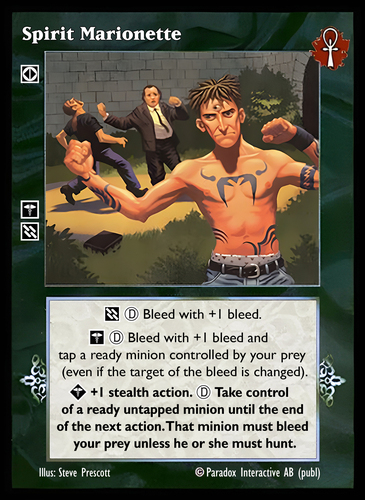 Spirit Marionette
Ⓓ Bleed with +1 bleed.
Ⓓ Bleed with +1 bleed and
tap a ready minion controlled by your prey
(even if the target of the bleed is changed).
+1 stealth action. Ⓓ Take control
of a ready untapped minion until the end
of the next action. That minion must bleed
your prey unless he or she must hunt.
Illus: Steve Prescott © Paradox Interactive AB (publ)